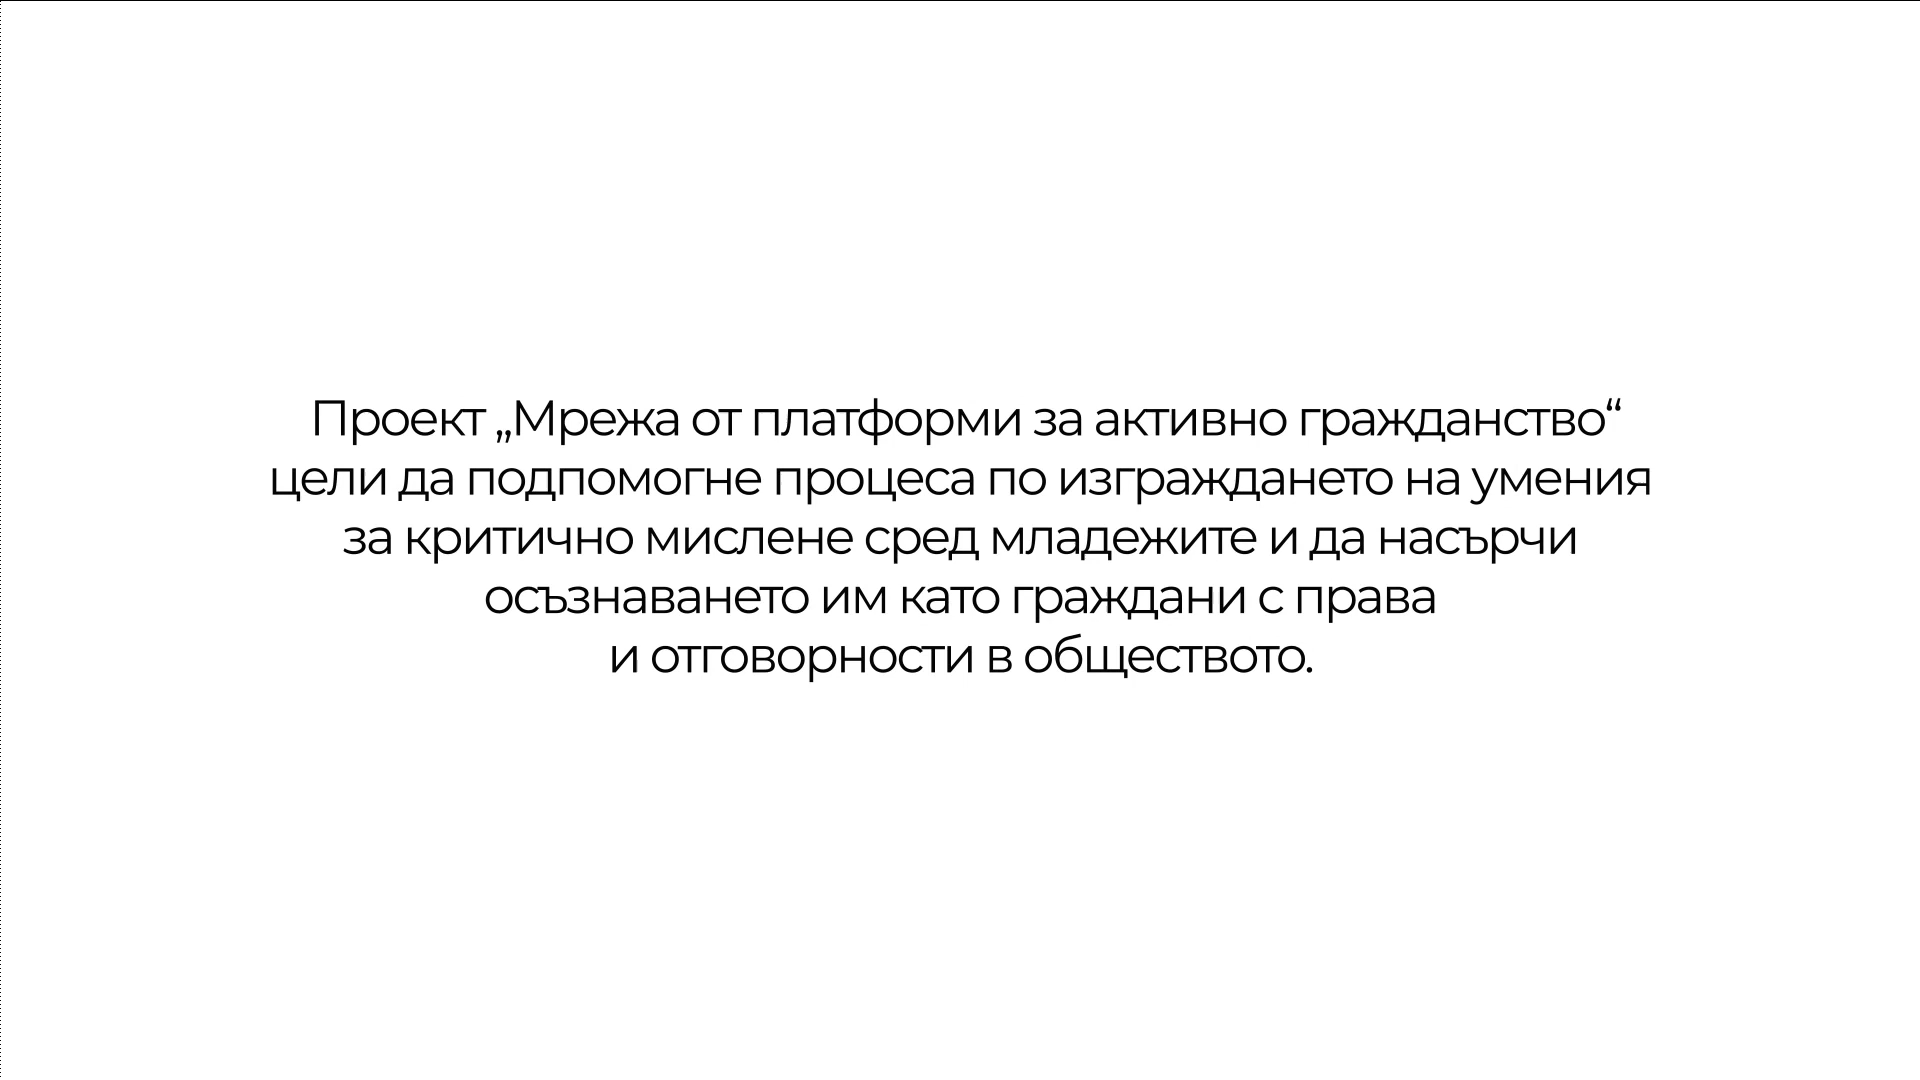 Проект „Мрежа от платформи за активно гражданство“
цели да подпомогне процеса по изграждането на умения
за критично мислене сред младежите и да насърчи
осъзнаването им като граждани с права
и отговорности в обществото.